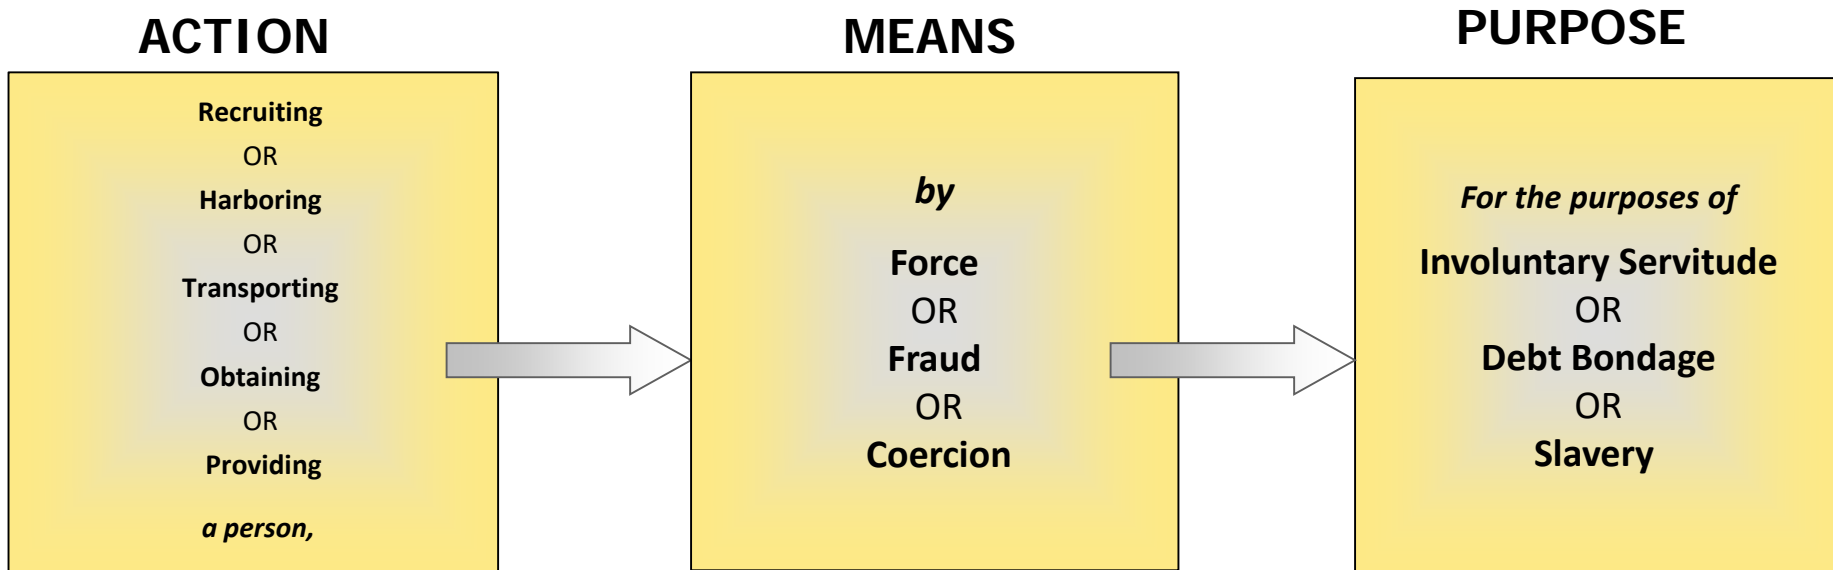 ACTION
Recruiting
OR
Harboring
OR
Transporting
OR
Obtaining
OR
Providing
a person,
MEANS
by
Force
OR
Fraud
OR
Coercion
PURPOSE
For the purposes of
Involuntary Servitude
OR
Debt Bondage
OR
Slavery